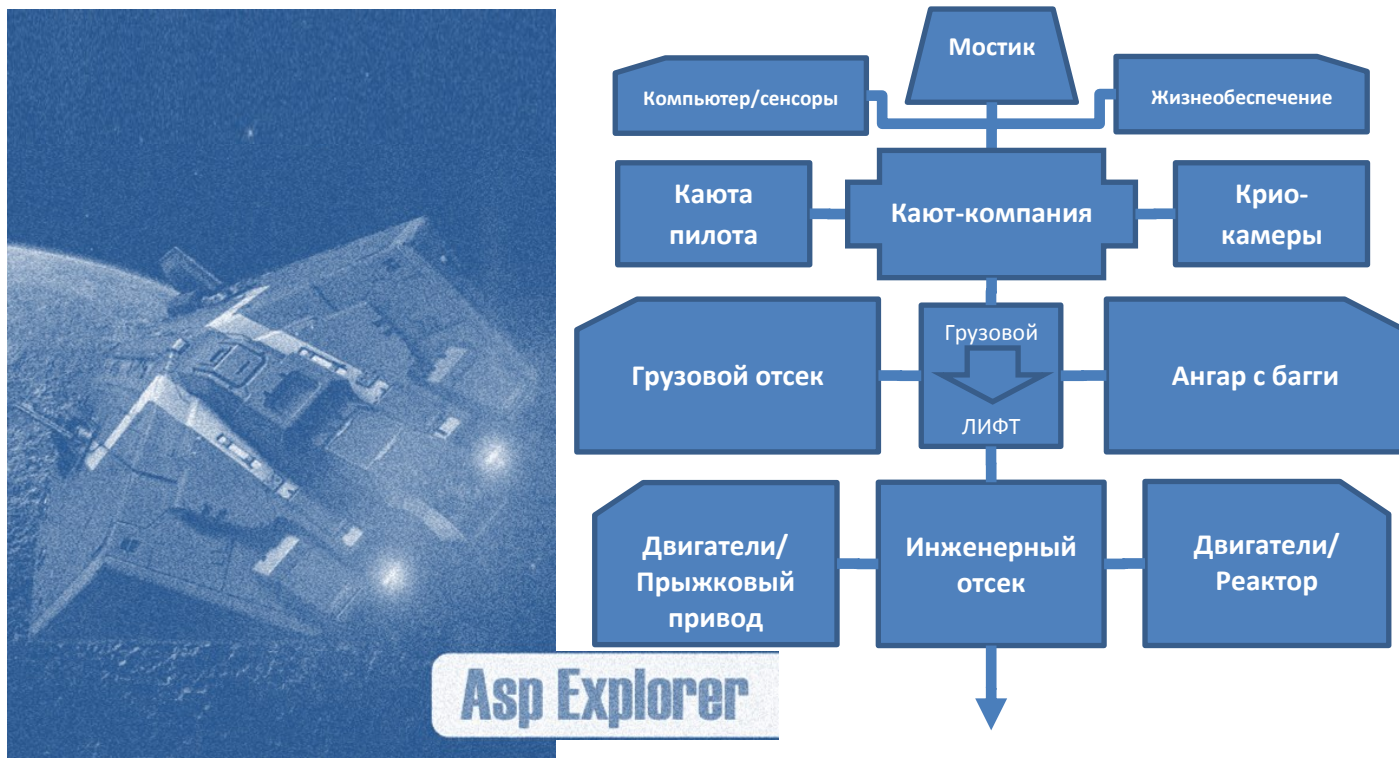 Мостик
Компьютер/сенсоры
Жизнеобеспечение
Каюта
пилота
Кают-компания
Крио-
камеры
Грузовой отсек
Грузовой
ЛИФТ
Ангар с багги
Двигатели/
Прыжковый
привод
Инженерный
отсек
Двигатели/
Реактор
Asp Explorer